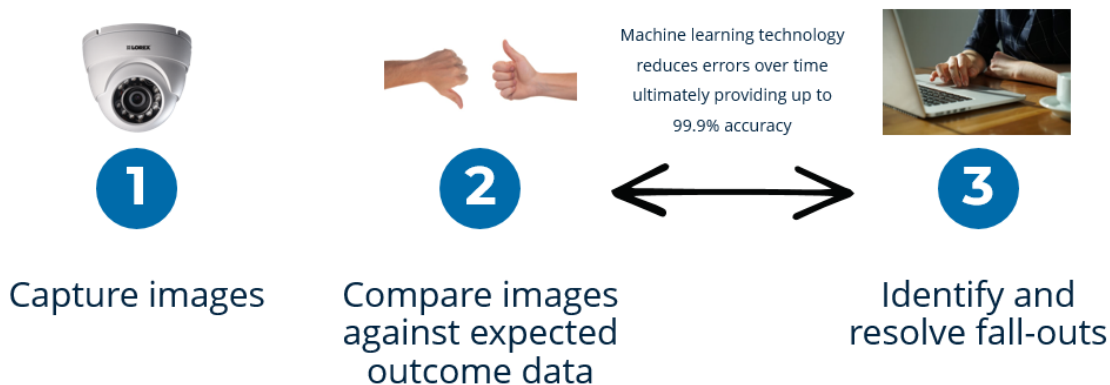 LOREX
Machine learning technology
reduces errors over time
ultimately providing up to
99.9% accuracy
1
2
3
Capture images
Compare images
against expected
outcome data
Identify and
resolve fall-outs